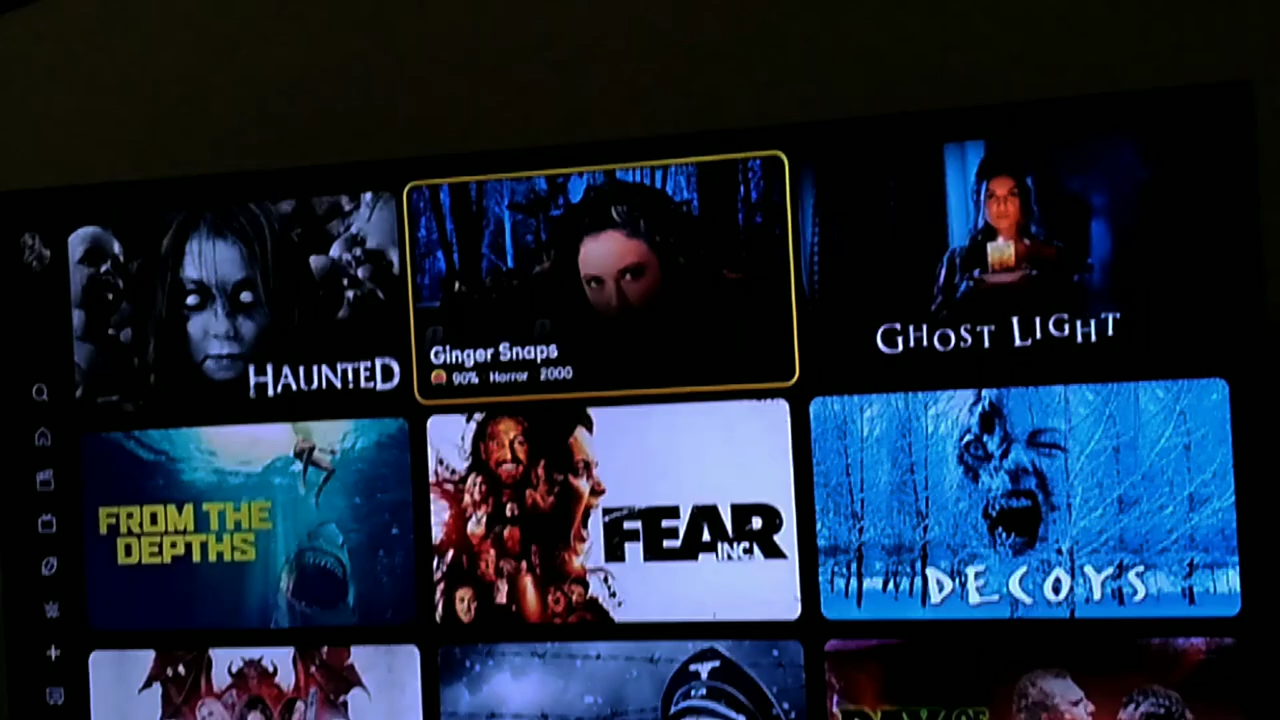 HAUNTED
Ginger Snaps
90% Horror 2000
GHOST LIGHT
FROM THE
DEPTHS
FEAR
INC.
DECOYS